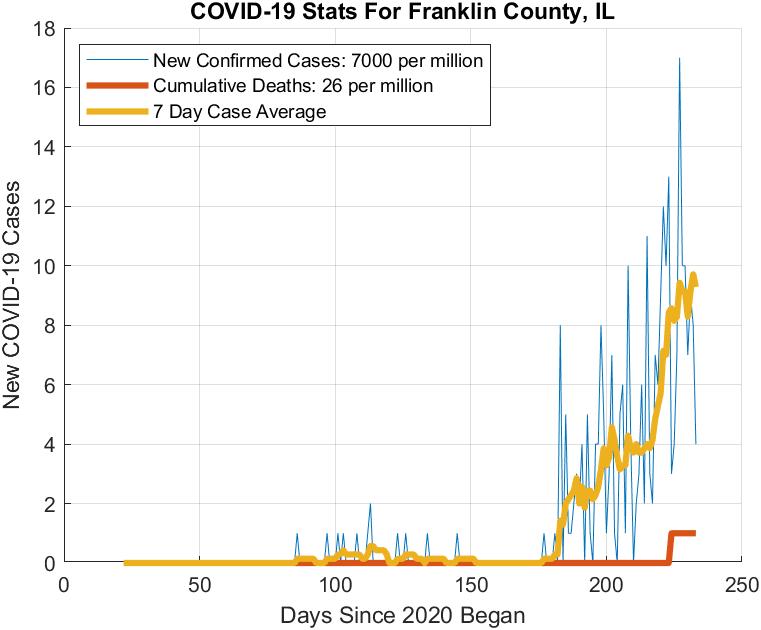 COVID-19 Stats For Franklin County, IL
New Confirmed Cases: 7000 per million
Cumulative Deaths: 26 per million
7 Day Case Average
New COVID-19 Cases
18
16
14
12
10
8
6
4
2
0
0 50 100 150 200 250
Days Since 2020 Began